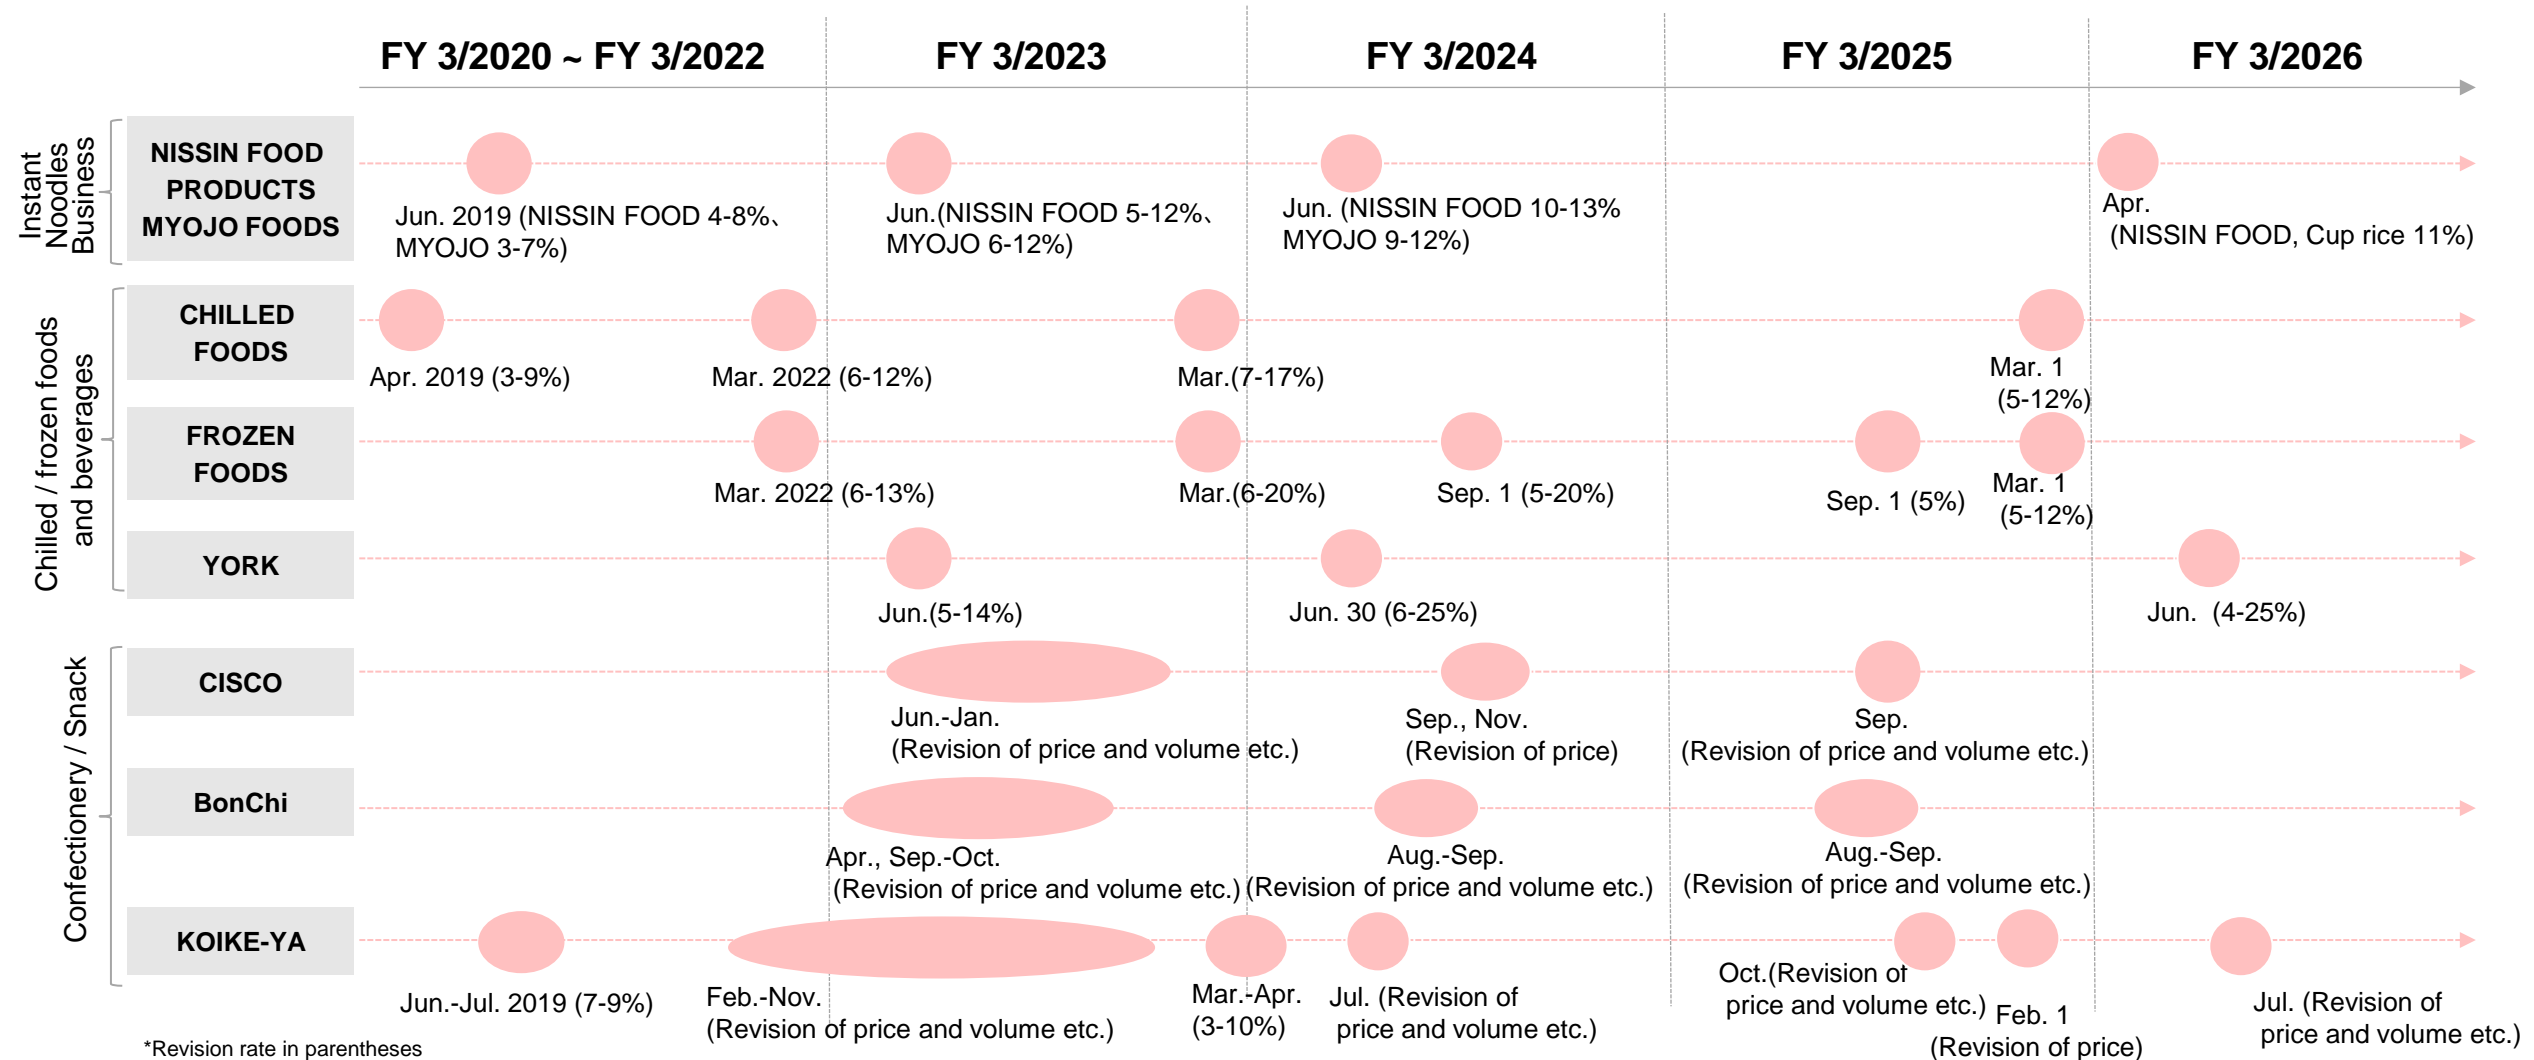 FY 3/2020 ~ FY 3/2022
FY 3/2023
FY 3/2024
FY 3/2025
FY 3/2026
Instant
Noodles
Business
NISSIN FOOD
PRODUCTS
MYOJO FOODS
Jun. 2019 (NISSIN FOOD 4-8%、
MYOJO 3-7%)
Jun.(NISSIN FOOD 5-12%、
MYOJO 6-12%)
Jun. (NISSIN FOOD 10-13%
MYOJO 9-12%)
Apr.
(NISSIN FOOD, Cup rice 11%)
Chilled / frozen foods
and beverages
CHILLED
FOODS
Apr. 2019 (3-9%)
Mar. 2022 (6-12%)
Mar.(7-17%)
Mar. 1
(5-12%)
FROZEN
FOODS
Mar. 2022 (6-13%)
Mar.(6-20%)
Sep. 1 (5-20%)
Sep. 1 (5%)
Mar. 1
(5-12%)
YORK
Jun.(5-14%)
Jun. 30 (6-25%)
Jun.  (4-25%)
Confectionery / Snack
CISCO
Jun.-Jan.
(Revision of price and volume etc.)
Sep., Nov.
(Revision of price)
Sep.
(Revision of price and volume etc.)
BonChi
Apr., Sep.-Oct.
(Revision of price and volume etc.)
Aug.-Sep.
(Revision of price and volume etc.)
Aug.-Sep.
(Revision of price and volume etc.)
KOIKE-YA
Jun.-Jul. 2019 (7-9%)
Feb.-Nov.
(Revision of price and volume etc.)
Mar.-Apr.
(3-10%)
Jul. (Revision of
price and volume etc.)
Oct.(Revision of
price and volume etc.)
Feb. 1
(Revision of price)
Jul. (Revision of
price and volume etc.)
*Revision rate in parentheses